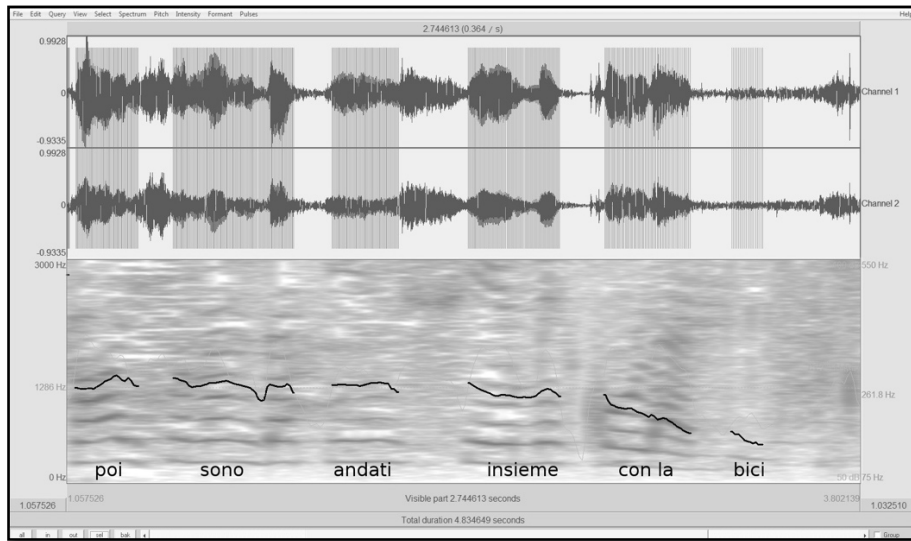 File Edit Query View Select Spectrum Pitch Intensity Formant Pulses Help
2.744613 (0.364 / s)
0.9928
0 Channel 1
-0.9335
0.9928
0 Channel 2
-0.9335
3000 Hz 550 Hz
1286 Hz 261.8 Hz
poi sono andati insieme con la bici
0 Hz 50 dB 75 Hz
1.057526 Visible part 2.744613 seconds 3.802139
1.057526 1.032510
Total duration 4.834649 seconds
all in out sel bak Group